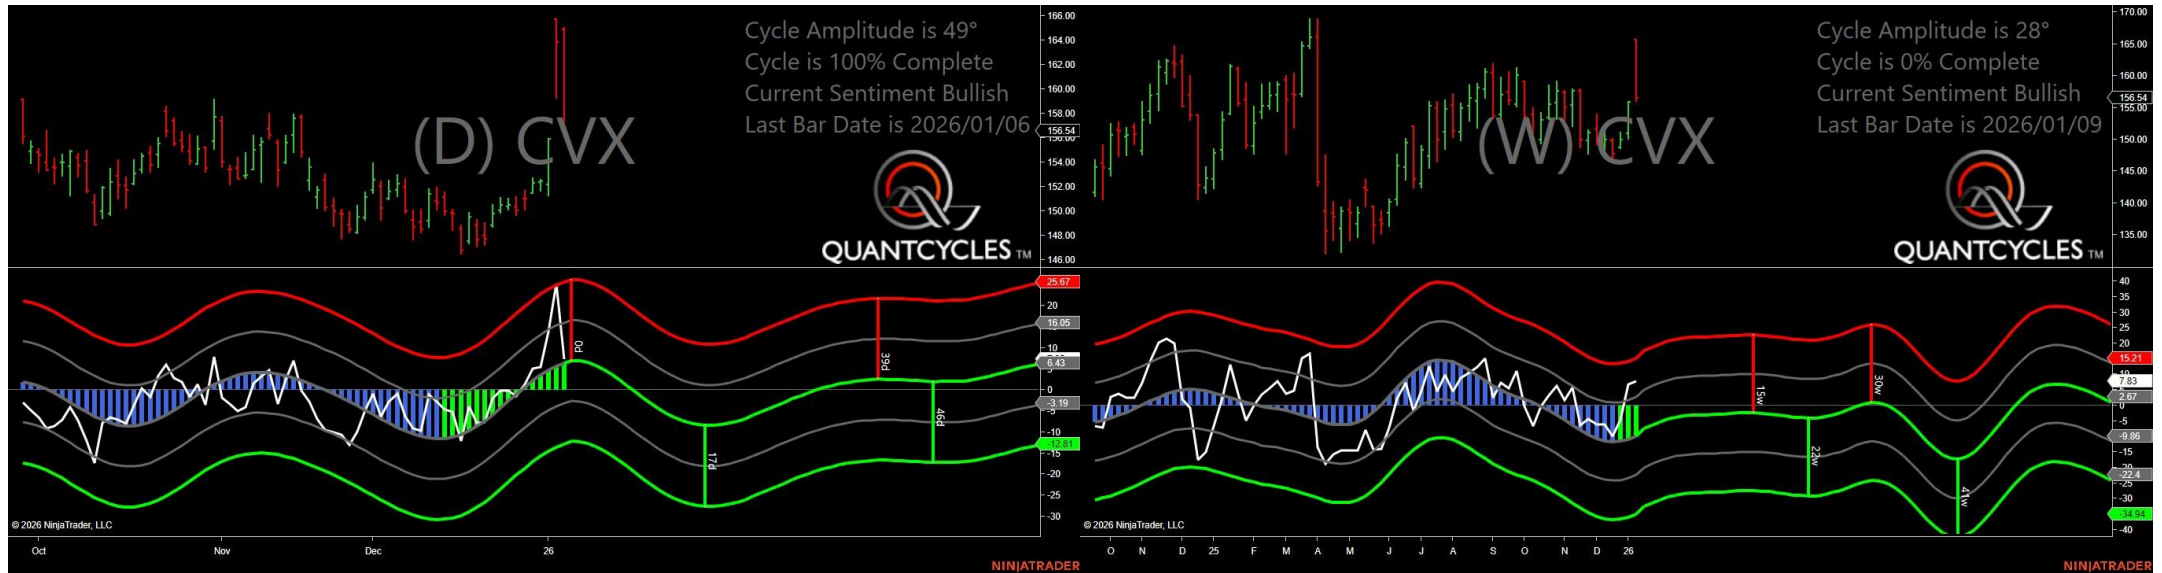 Cycle Amplitude is 49°
Cycle is 100% Complete
Current Sentiment Bullish
Last Bar Date is 2026/01/06
(D) CVX
QUANTCYCLES TM
166.00
164.00
162.00
160.00
158.00
156.54
154.00
152.00
150.00
148.00
146.00
25.67
20
16.05
10
6.43
0
-3.19
-5
-10
-12.81
-15
-20
-25
-30
0d
17d
39d
46d
© 2026 NinjaTrader, LLC
Oct
Nov
Dec
26
NINJATRADER
Cycle Amplitude is 28°
Cycle is 0% Complete
Current Sentiment Bullish
Last Bar Date is 2026/01/09
(W) CVX
QUANTCYCLES TM
170.00
165.00
160.00
156.54
155.00
150.00
145.00
140.00
135.00
40
35
30
25
20
15.21
7.83
2.67
0
-5
-9.86
-15
-22.4
-25
-30
-34.94
-40
15w
22w
30w
41w
© 2026 NinjaTrader, LLC
O
N
D
25
F
M
A
M
J
J
A
S
O
N
D
26
NINJATRADER